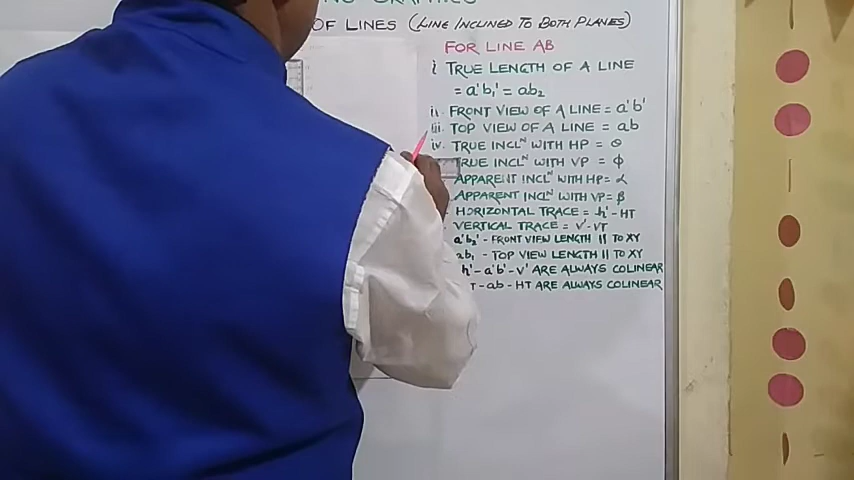 GRAPHICS
OF LINES (LINE INCLINED TO BOTH PLANES)
FOR LINE AB
i TRUE LENGTH OF A LINE
= a'b₁' = ab₂
ii. FRONT VIEW OF A LINE = a'b'
iii. TOP VIEW OF A LINE = ab
iv. TRUE INCLᴺ WITH HP = θ
TRUE INCLᴺ WITH VP = φ
APPARENT INCLᴺ WITH HP = α
APPARENT INCLᴺ WITH VP = β
HORIZONTAL TRACE = h' - HT
VERTICAL TRACE = v' - VT
a'b₂' - FRONT VIEW LENGTH || TO XY
ab₁ - TOP VIEW LENGTH || TO XY
h' - a'b' - v' ARE ALWAYS COLINEAR
T - ab - HT ARE ALWAYS COLINEAR